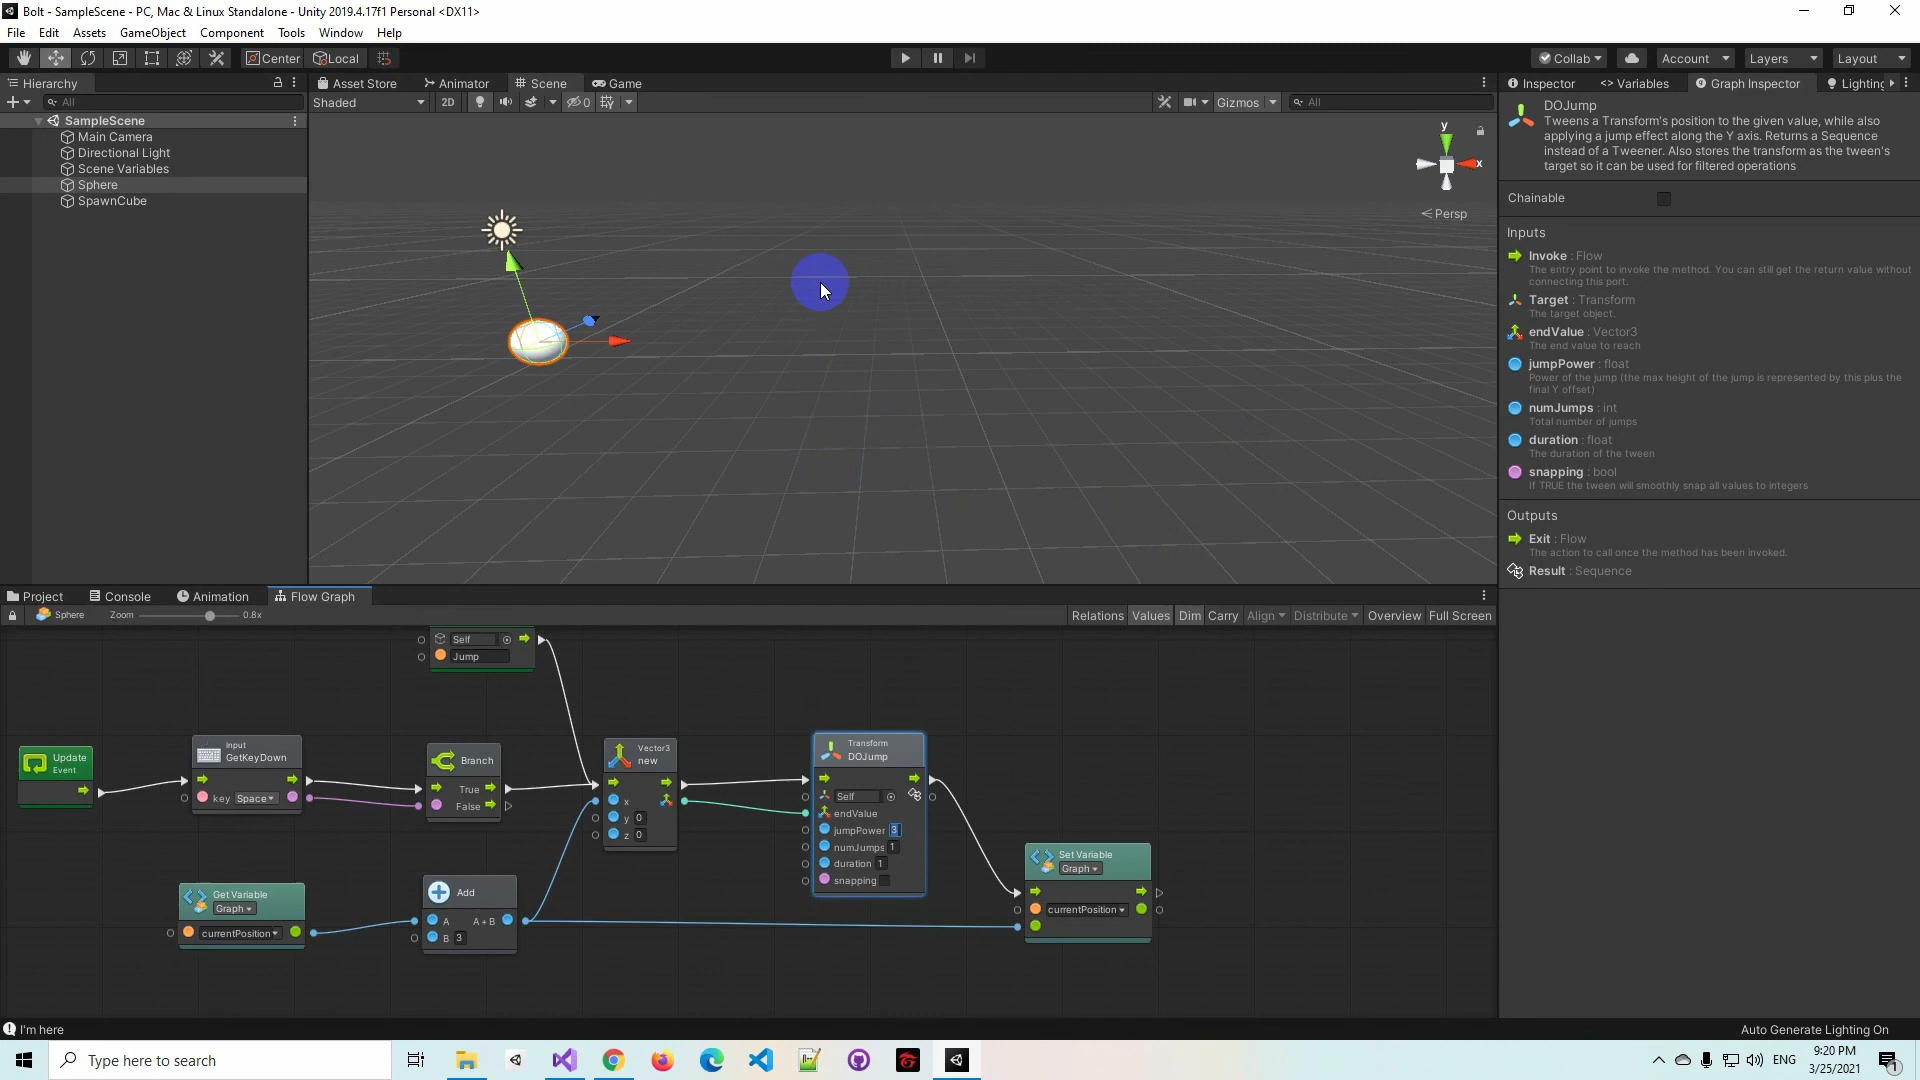 Bolt - SampleScene - PC, Mac & Linux Standalone - Unity 2019.4.17f1 Personal <DX11>
File Edit Assets GameObject Component Tools Window Help
Center Local
Collab Account Layers Layout
Hierarchy
All
SampleScene
Main Camera
Directional Light
Scene Variables
Sphere
SpawnCube
Asset Store Animator Scene Game
Shaded 2D 0 Gizmos All
y
x
Persp
Inspector Variables Graph Inspector Lighting
DOJump
Tweens a Transform's position to the given value, while also
applying a jump effect along the Y axis. Returns a Sequence
instead of a Tweener. Also stores the transform as the tween's
target so it can be used for filtered operations
Chainable
Inputs
Invoke : Flow
The entry point to invoke the method. You can still get the return value without
connecting this port.
Target : Transform
The target object.
endValue : Vector3
The end value to reach
jumpPower : float
Power of the jump (the max height of the jump is represented by this plus the
final Y offset)
numJumps : int
Total number of jumps
duration : float
The duration of the tween
snapping : bool
If TRUE the tween will smoothly snap all values to integers
Outputs
Exit : Flow
The action to call once the method has been invoked.
Result : Sequence
Project Console Animation Flow Graph
Sphere Zoom 0.8x Relations Values Dim Carry Align Distribute Overview Full Screen
Self
Jump
Update
Event
Input
GetKeyDown
key Space
Branch
True
False
Vector3
new
x
y 0
z 0
Transform
DOJump
Self
endValue
jumpPower 3
numJumps 1
duration 1
snapping
Get Variable
Graph
currentPosition
Add
A A + B
B 3
Set Variable
Graph
currentPosition
I'm here
Auto Generate Lighting On
Type here to search
ENG
9:20 PM
3/25/2021
1